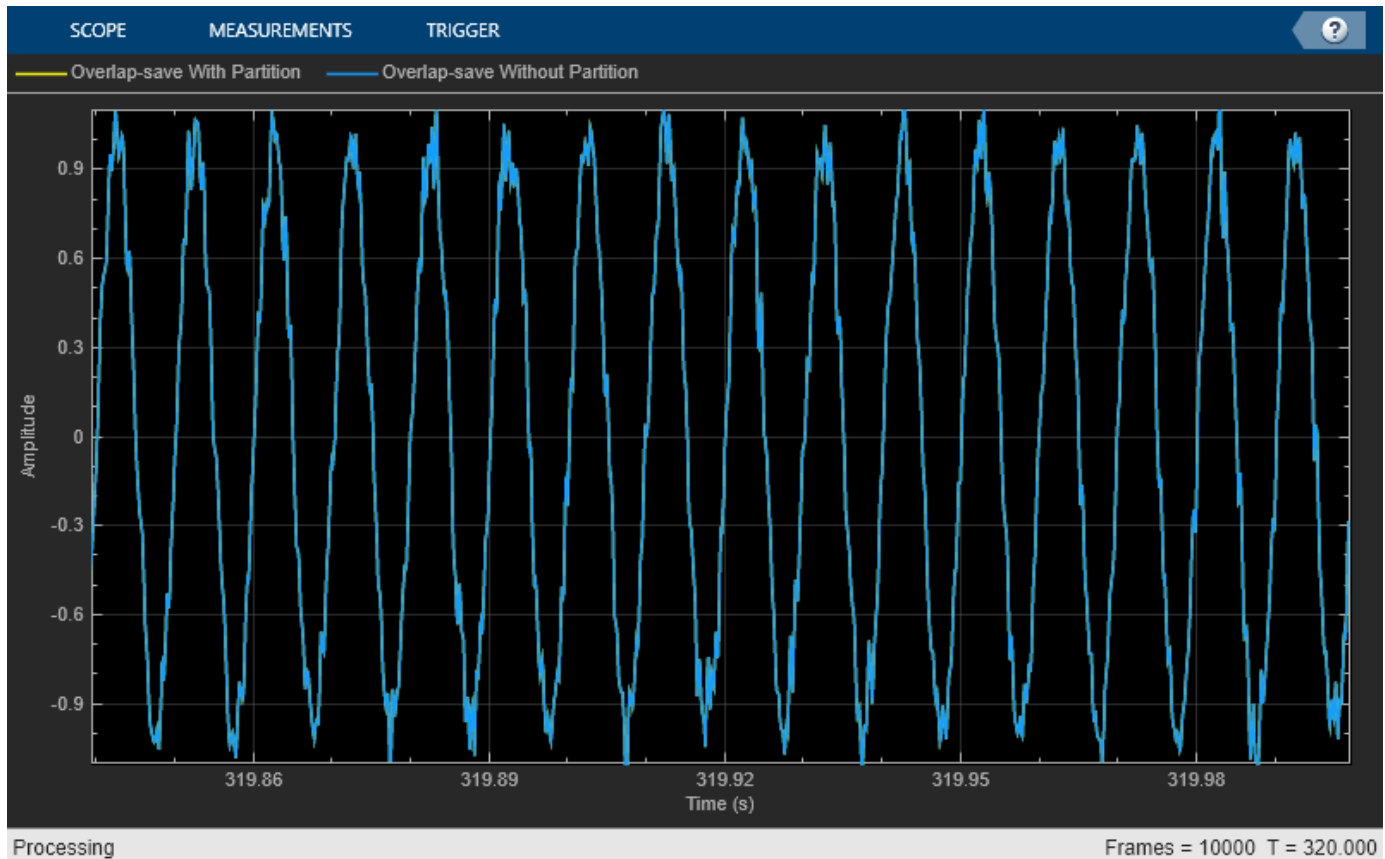 SCOPE MEASUREMENTS TRIGGER ?
Overlap-save With Partition Overlap-save Without Partition
0.9
0.6
0.3
0
-0.3
-0.6
-0.9
Amplitude
319.86 319.89 319.92 319.95 319.98
Time (s)
Processing Frames = 10000 T = 320.000